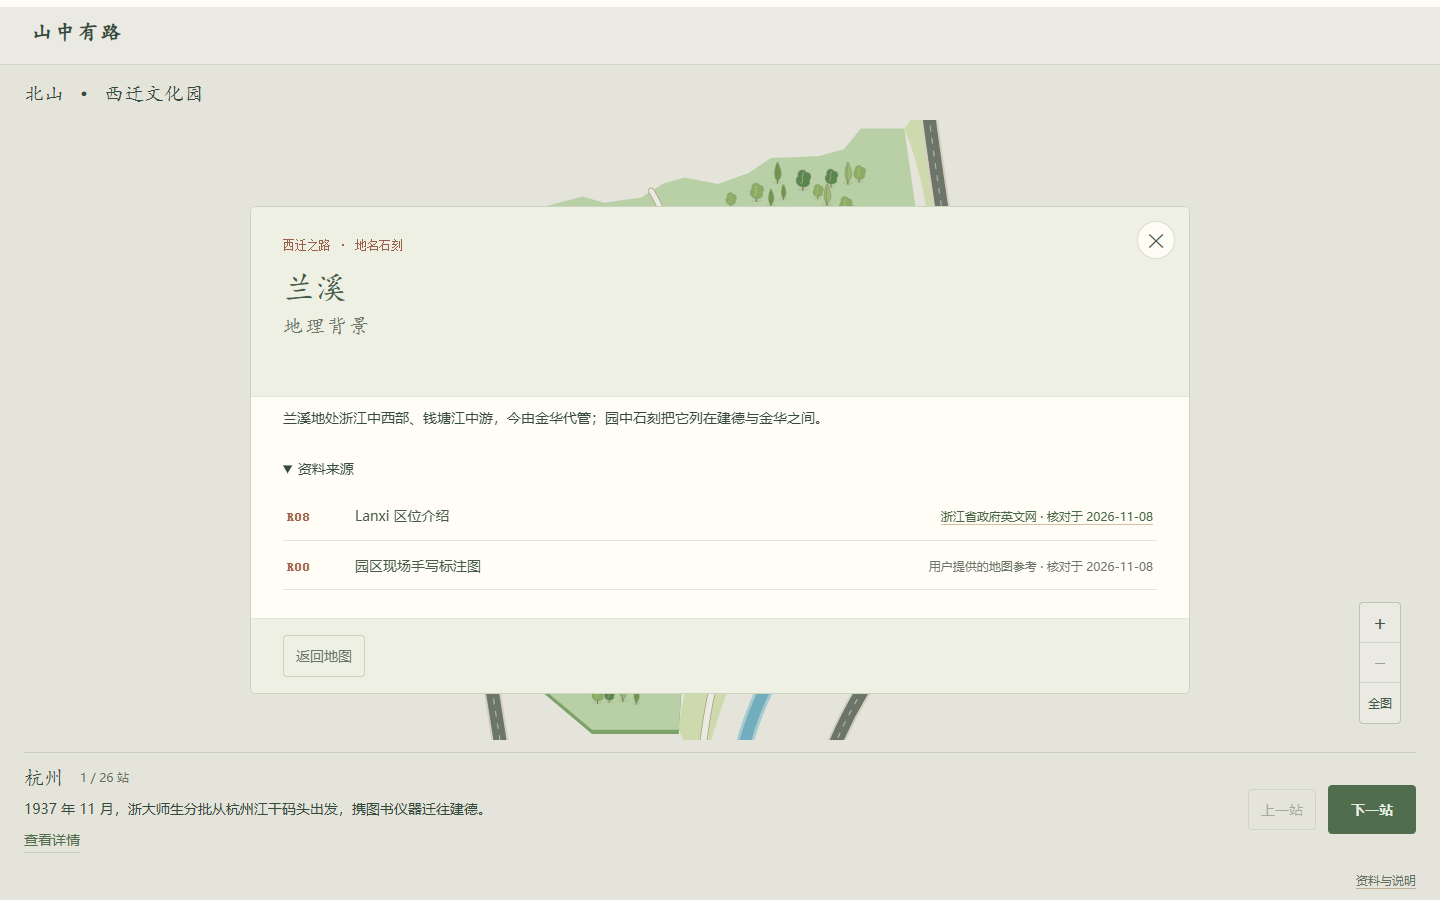 山中有路
北山 • 西迁文化园
西迁之路 · 地名石刻
兰溪
地理背景
兰溪地处浙江中西部、钱塘江中游，今由金华代管；园中石刻把它列在建德与金华之间。
▼ 资料来源
R08 Lanxi 区位介绍 浙江省政府英文网 · 核对于 2026-11-08
R00 园区现场手写标注图 用户提供的地图参考 · 核对于 2026-11-08
返回地图
+
−
全图
杭州 1 / 26 站
1937 年 11 月，浙大师生分批从杭州江干码头出发，携图书仪器迁往建德。
查看详情
上一站 下一站
资料与说明